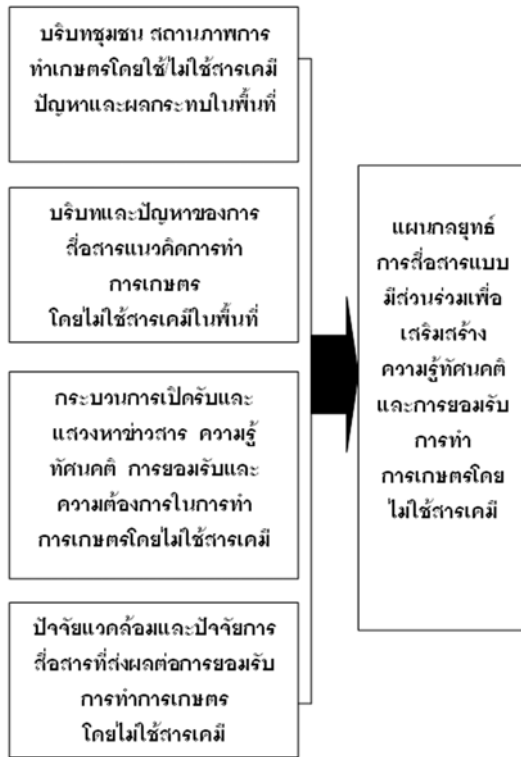 บริบทชุมชน สถานภาพการ
ทำเกษตรโดยใช้/ไม่ใช้สารเคมี
ปัญหาและผลกระทบในพื้นที่
บริบทและปัญหาของการ
สื่อสารแนวคิดการทำ
การเกษตร
โดยไม่ใช้สารเคมีในพื้นที่
กระบวนการเปิดรับและ
แสวงหาข่าวสาร ความรู้
ทัศนคติ การยอมรับและ
ความต้องการในการทำ
การเกษตรโดยไม่ใช้สารเคมี
ปัจจัยแวดล้อมและปัจจัยการ
สื่อสารที่ส่งผลต่อการยอมรับ
การทำการเกษตร
โดยไม่ใช้สารเคมี
แผนกลยุทธ์
การสื่อสารแบบ
มีส่วนร่วมเพื่อ
เสริมสร้าง
ความรู้ทัศนคติ
และการยอมรับ
การทำ
การเกษตรโดย
ไม่ใช้สารเคมี